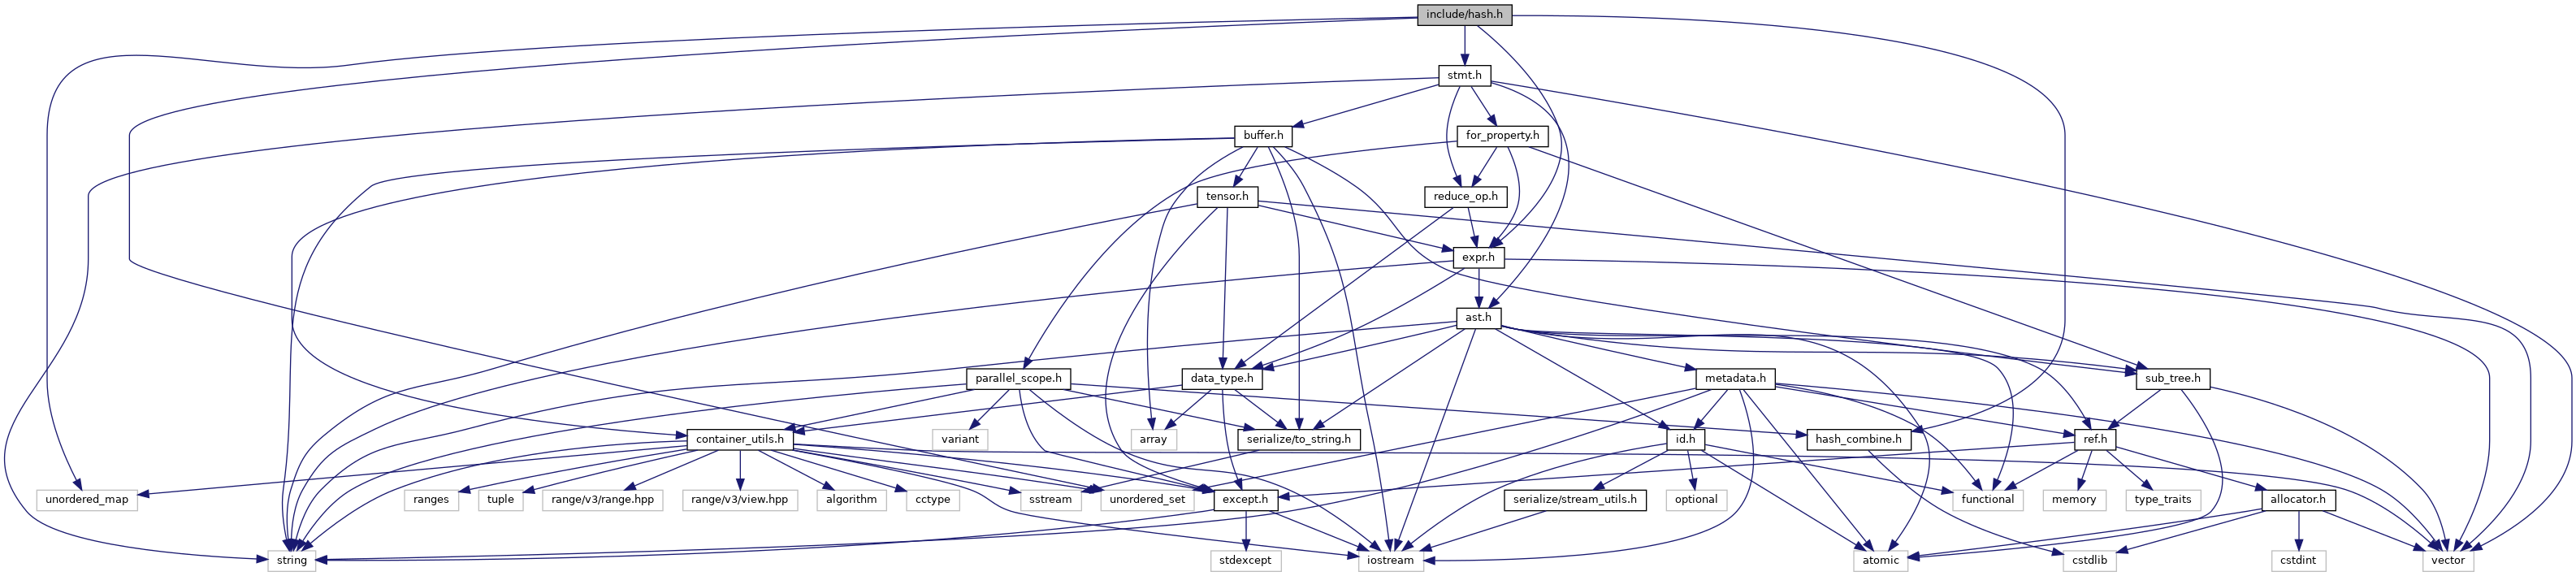 include/hash.h
stmt.h
buffer.h
for_property.h
tensor.h
reduce_op.h
expr.h
ast.h
parallel_scope.h
data_type.h
metadata.h
sub_tree.h
container_utils.h
variant
array
serialize/to_string.h
id.h
hash_combine.h
ref.h
unordered_map
ranges
tuple
range/v3/range.hpp
range/v3/view.hpp
algorithm
cctype
sstream
unordered_set
except.h
serialize/stream_utils.h
optional
functional
memory
type_traits
allocator.h
string
stdexcept
iostream
atomic
cstdlib
cstdint
vector